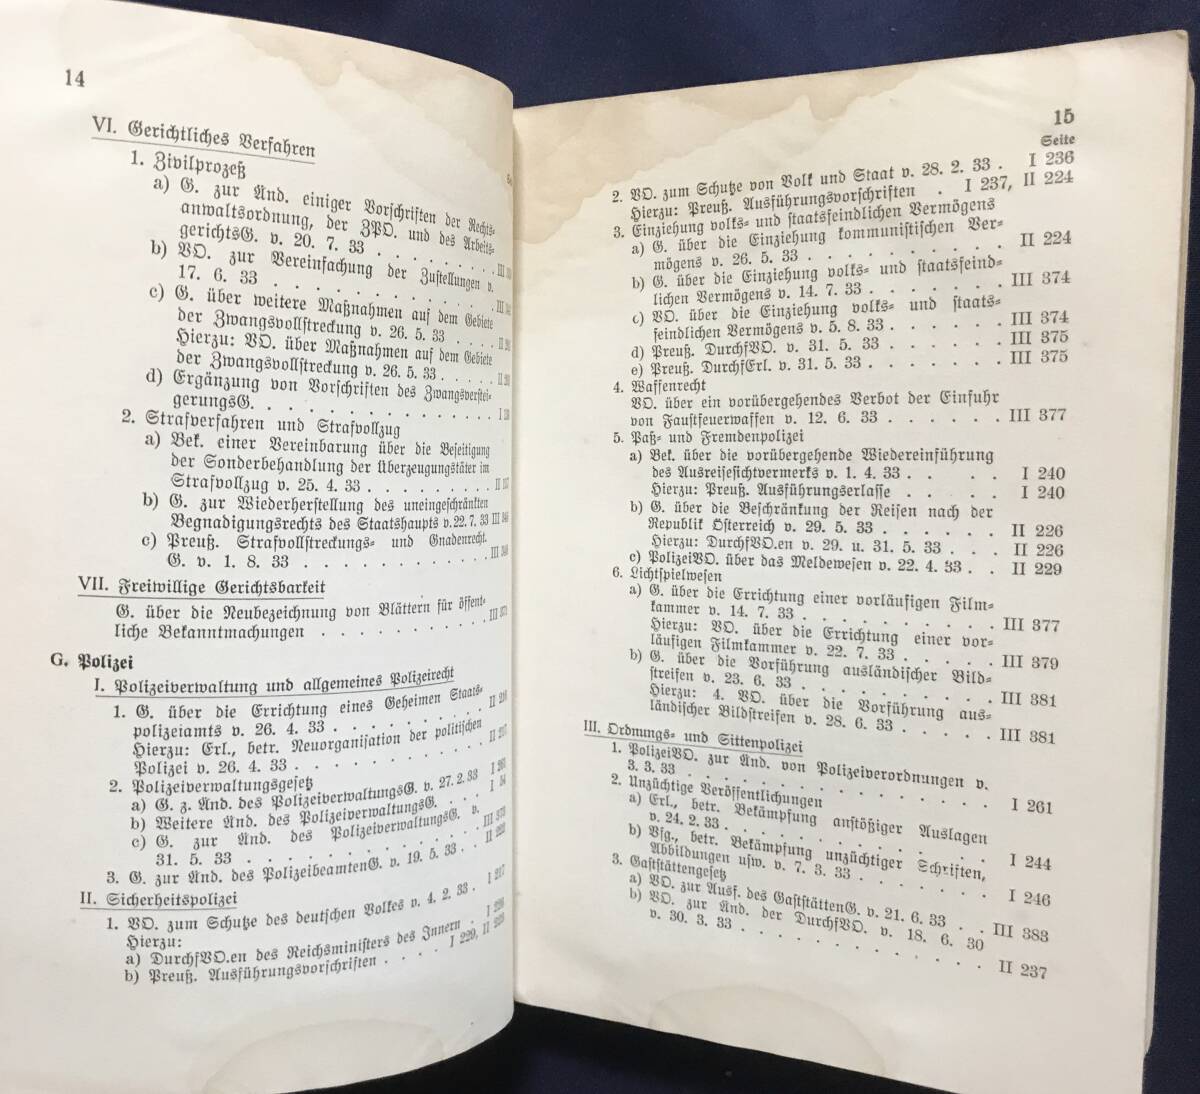 14
VI. Gerichtliches Verfahren
1. Zivilprozeß
a) G. zur Änd. einiger Vorschriften der Rechts-
anwaltsordnung, der ZPO. und des Arbeits-
gerichtsG. v. 20. 7. 33 . . . . . . . . . III
b) VO. zur Vereinfachung der Zustellungen v.
17. 6. 33 . . . . . . . . . . . . . . . III
c) G. über weitere Maßnahmen auf dem Gebiete
der Zwangsvollstreckung v. 26. 5. 33 . . . . II
Hierzu: VO. über Maßnahmen auf dem Gebiete
der Zwangsvollstreckung v. 26. 5. 33 . . . . . II
d) Ergänzung von Vorschriften des Zwangsverstei-
gerungsG. . . . . . . . . . . . . . . . I
2. Strafverfahren und Strafvollzug
a) Bek. einer Vereinbarung über die Beseitigung
der Sonderbehandlung der Überzeugungstäter im
Strafvollzug v. 25. 4. 33 . . . . . . . . . II
b) G. zur Wiederherstellung des uneingeschränkten
Begnadigungsrechts des Staatshaupts v. 22. 7. 33 III
c) Preuß. Strafvollstreckungs- und Gnadenrecht.
G. v. 1. 8. 33 . . . . . . . . . . . . . III
VII. Freiwillige Gerichtsbarkeit
G. über die Neubezeichnung von Blättern für öffent-
liche Bekanntmachungen . . . . . . . . . . III
G. Polizei
I. Polizeiverwaltung und allgemeines Polizeirecht
1. G. über die Errichtung eines Geheimen Staats-
polizeiamts v. 26. 4. 33 . . . . . . . . . II
Hierzu: Erl., betr. Neuorganisation der politischen
Polizei v. 26. 4. 33 . . . . . . . . . . II
2. Polizeiverwaltungsgesetz
a) G. z. Änd. des PolizeiverwaltungsG. v. 27. 2. 33 I
b) Weitere Änd. des PolizeiverwaltungsG. . . . I
c) G. zur Änd. des PolizeiverwaltungsG. v.
31. 5. 33 . . . . . . . . . . . . . . . III
3. G. zur Änd. des PolizeibeamtenG. v. 19. 5. 33 . . II
II. Sicherheitspolizei
1. VO. zum Schutze des deutschen Volkes v. 4. 2. 33 . I 217
Hierzu:
a) DurchfVO.en des Reichsministers des Innern . I
b) Preuß. Ausführungsvorschriften . . . . I 229, II
15
Seite
2. VO. zum Schutze von Volk und Staat v. 28. 2. 33 . I 236
Hierzu: Preuß. Ausführungsvorschriften . I 237, II 224
3. Einziehung volks- und staatsfeindlichen Vermögens
a) G. über die Einziehung kommunistischen Ver-
mögens v. 26. 5. 33 . . . . . . . . . . II 224
b) G. über die Einziehung volks- und staatsfeind-
lichen Vermögens v. 14. 7. 33 . . . . . . . III 374
c) VO. über die Einziehung volks- und staats-
feindlichen Vermögens v. 5. 8. 33 . . . . . . III 374
d) Preuß. DurchfVO. v. 31. 5. 33 . . . . . . III 375
e) Preuß. DurchfErl. v. 31. 5. 33 . . . . . . III 375
4. Waffenrecht
VO. über ein vorübergehendes Verbot der Einfuhr
von Faustfeuerwaffen v. 12. 6. 33 . . . . . . III 377
5. Paß- und Fremdenpolizei
a) Bek. über die vorübergehende Wiedereinführung
des Ausreisesichtvermerks v. 1. 4. 33 . . . . I 240
Hierzu: Preuß. Ausführungserlasse . . . . . I 240
b) G. über die Beschränkung der Reisen nach der
Republik Österreich v. 29. 5. 33 . . . . . . II 226
Hierzu: DurchfVO.en v. 29. u. 31. 5. 33 . . . II 226
c) PolizeiVO. über das Meldewesen v. 22. 4. 33 . . II 229
6. Lichtspielwesen
a) G. über die Errichtung einer vorläufigen Film-
kammer v. 14. 7. 33 . . . . . . . . . . III 377
Hierzu: VO. über die Errichtung einer vor-
läufigen Filmkammer v. 22. 7. 33 . . . . . III 379
b) G. über die Vorführung ausländischer Bild-
streifen v. 23. 6. 33 . . . . . . . . . . III 381
Hierzu: 4. VO. über die Vorführung aus-
ländischer Bildstreifen v. 28. 6. 33 . . . . . III 381
III. Ordnungs- und Sittenpolizei
1. PolizeiVO. zur Änd. von Polizeiverordnungen v.
3. 3. 33 . . . . . . . . . . . . . . . I 261
2. Unzüchtige Veröffentlichungen
a) Erl., betr. Bekämpfung anstößiger Auslagen
v. 24. 2. 33 . . . . . . . . . . . . . . I 244
b) Vfg., betr. Bekämpfung unzüchtiger Schriften,
Abbildungen usw. v. 7. 3. 33 . . . . . . . I 246
3. Gaststättengesetz
a) VO. zur Ausf. des GaststättenG. v. 21. 6. 33 . . III 383
b) VO. zur Änd. der DurchfVO. v. 18. 6. 30
v. 30. 3. 33 . . . . . . . . . . . . . . II 237